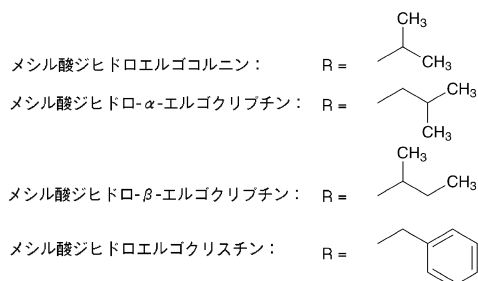 CH3
メシル酸ジヒドロエルゴコルニン： R = CH3
メシル酸ジヒドロ-α-エルゴクリプチン： R = CH3
CH3
CH3
メシル酸ジヒドロ-β-エルゴクリプチン： R = CH3
メシル酸ジヒドロエルゴクリスチン： R =